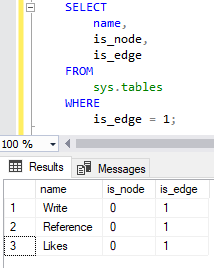 SELECT
name,
is_node,
is_edge
FROM
sys.tables
WHERE
is_edge = 1;
100 %
Results Messages
name is_node is_edge
1 Write 0 1
2 Reference 0 1
3 Likes 0 1